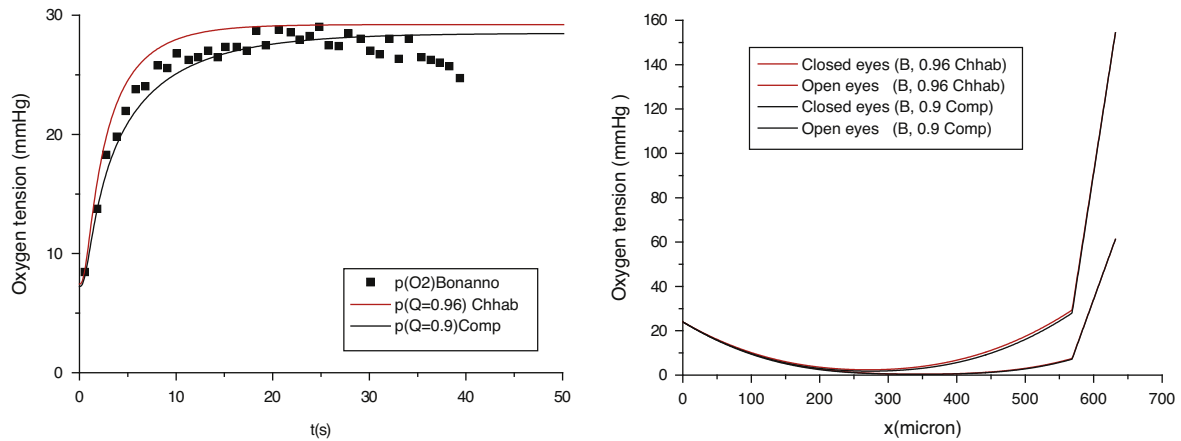 30
20
10
0
Oxygen tension (mmHg)
0 10 20 30 40 50
t(s)
p(O2)Bonanno
p(Q=0.96) Chhab
p(Q=0.9)Comp
160
140
120
100
80
60
40
20
0
Oxygen tension (mmHg )
0 100 200 300 400 500 600 700
x(micron)
Closed eyes (B, 0.96 Chhab)
Open eyes (B, 0.96 Chhab)
Closed eyes (B, 0.9 Comp)
Open eyes (B, 0.9 Comp)